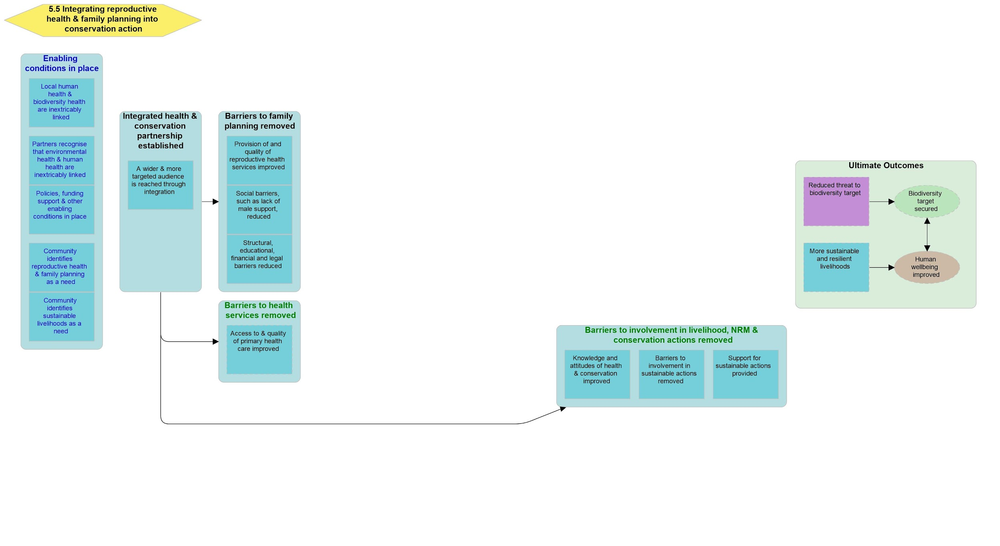 5.5 Integrating reproductive
health & family planning into
conservation action
Enabling
conditions in place
Local human
health &
biodiversity health
are inextricably
linked
Partners recognise
that environmental
health & human
health are
inextricably linked
Policies, funding
support & other
enabling
conditions in place
Community
identifies
reproductive health
& family planning
as a need
Community
identifies
sustainable
livelihoods as a
need
Integrated health &
conservation
partnership
established
A wider & more
targeted audience
is reached through
integration
Barriers to family
planning removed
Provision of and
quality of
reproductive health
services improved
Social barriers,
such as lack of
male support,
reduced
Structural,
educational,
financial and legal
barriers reduced
Barriers to health
services removed
Access to & quality
of primary health
care improved
Barriers to involvement in livelihood, NRM &
conservation actions removed
Knowledge and
attitudes of health
& conservation
improved
Barriers to
involvement in
sustainable actions
removed
Support for
sustainable actions
provided
Ultimate Outcomes
Reduced threat to
biodiversity target
Biodiversity
target
secured
More sustainable
and resilient
livelihoods
Human
wellbeing
improved